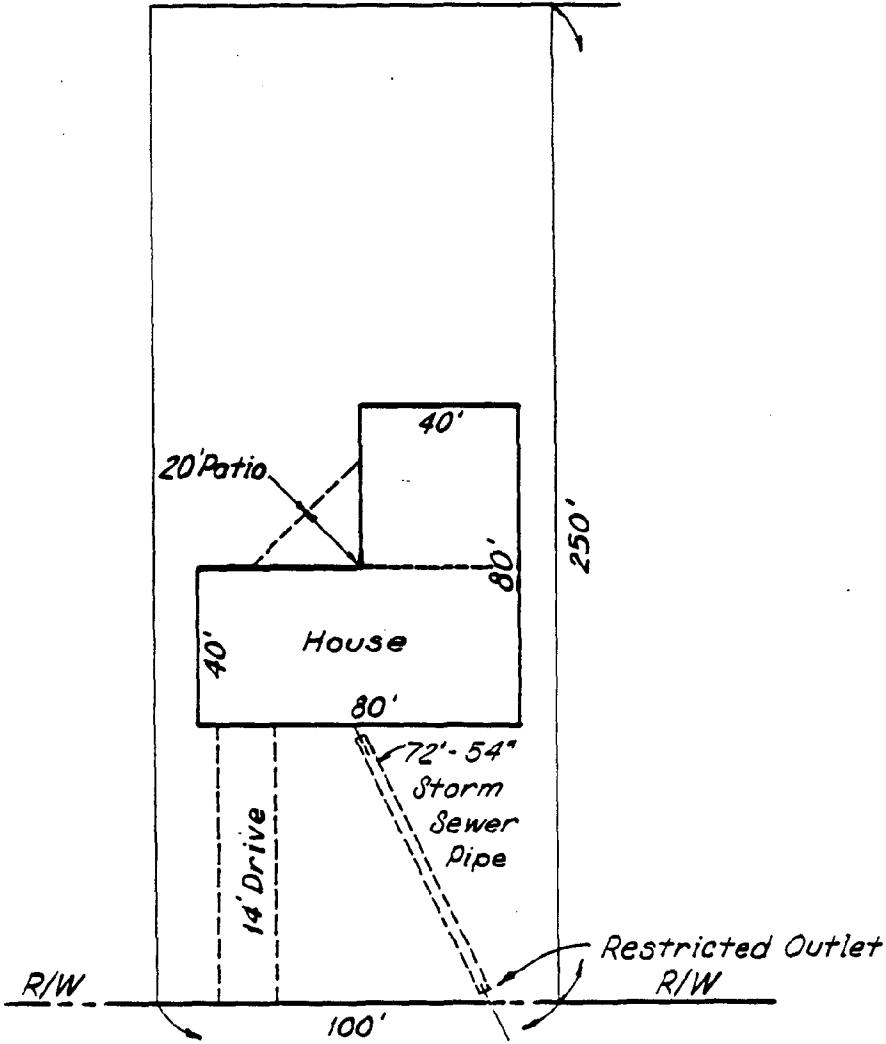 40'
20' Patio
250'
80'
40'
House
80'
72'-54"
Storm
Sewer
Pipe
14' Drive
Restricted Outlet
R/W
R/W
100'